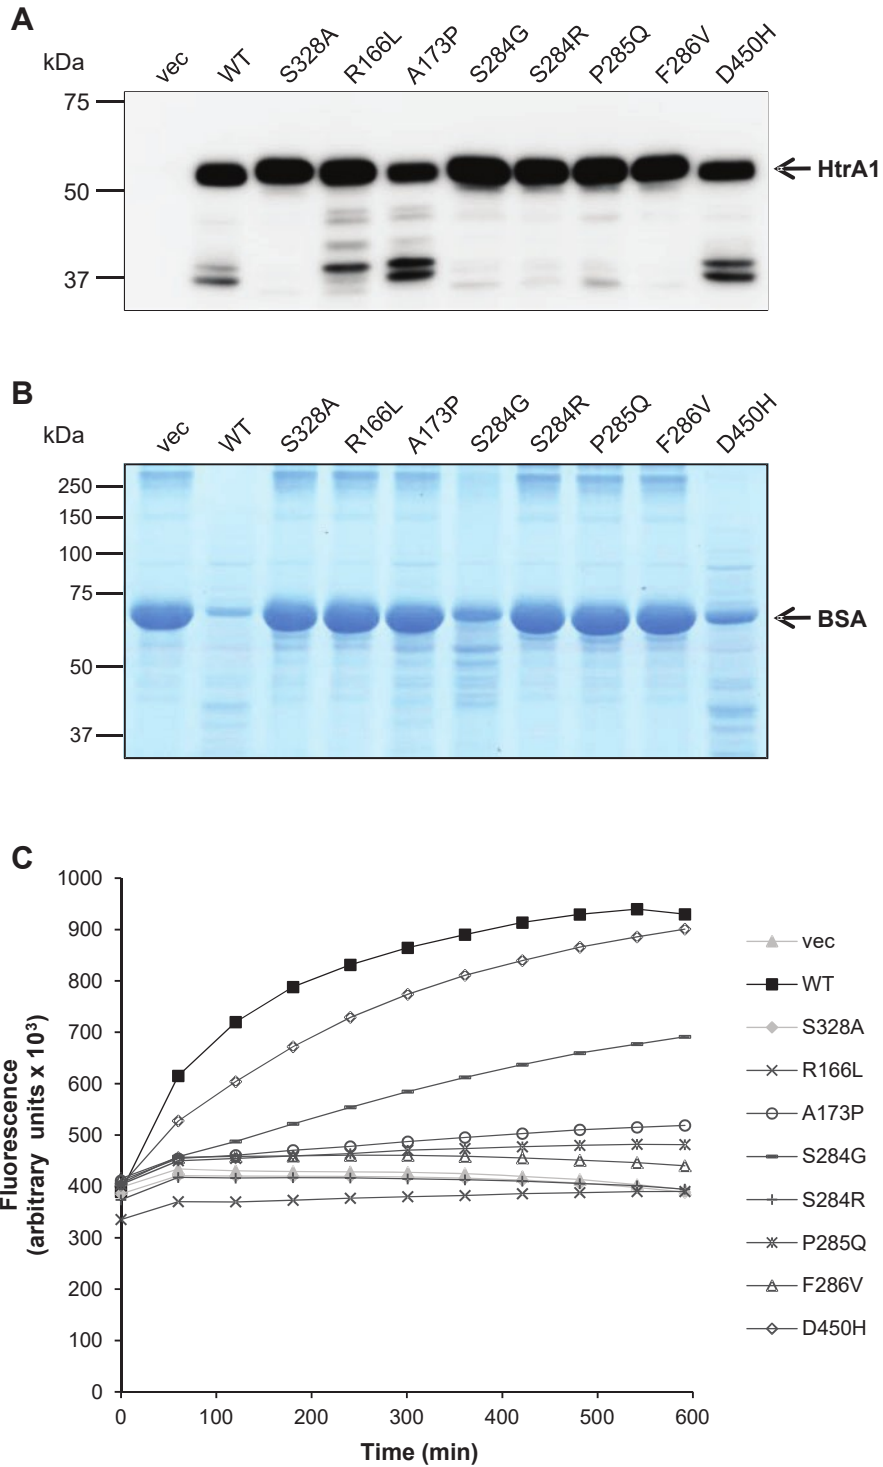 A
kDa
vec WT S328A R166L A173P S284G S284R P285Q F286V D450H
75
50
37
HtrA1
B
kDa
vec WT S328A R166L A173P S284G S284R P285Q F286V D450H
250
150
100
75
50
37
BSA
C
Fluorescence
(arbitrary units x 10³)
1000
900
800
700
600
500
400
300
200
100
0
0 100 200 300 400 500 600
Time (min)
vec
WT
S328A
R166L
A173P
S284G
S284R
P285Q
F286V
D450H